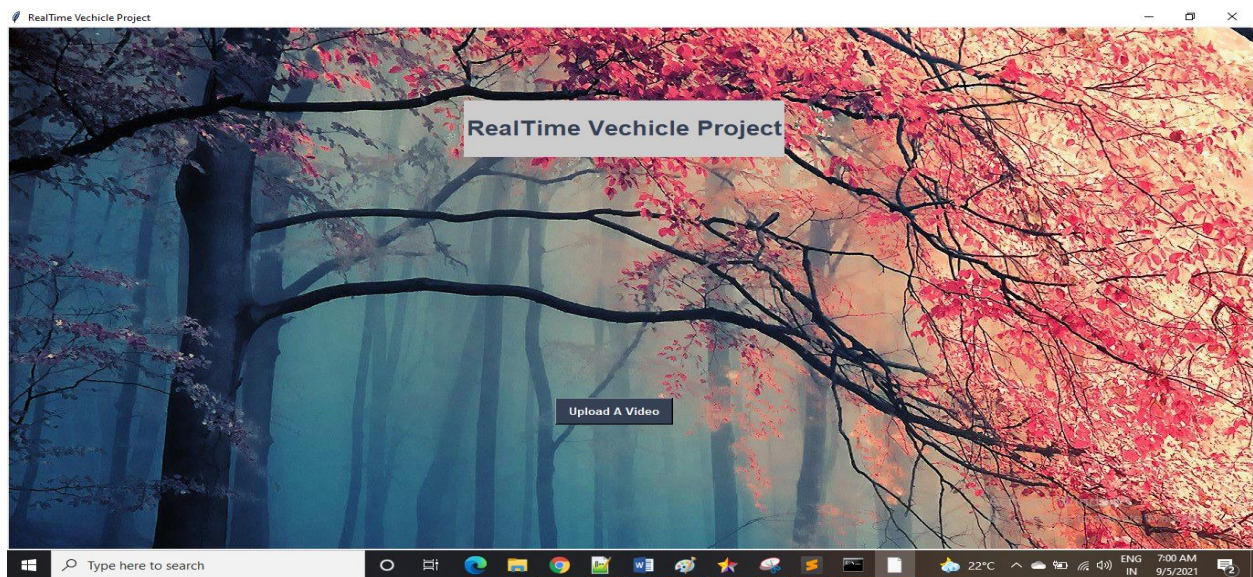 RealTime Vechicle Project
RealTime Vechicle Project
Upload A Video
Type here to search
22°C
ENG
IN
7:00 AM
9/5/2021
2